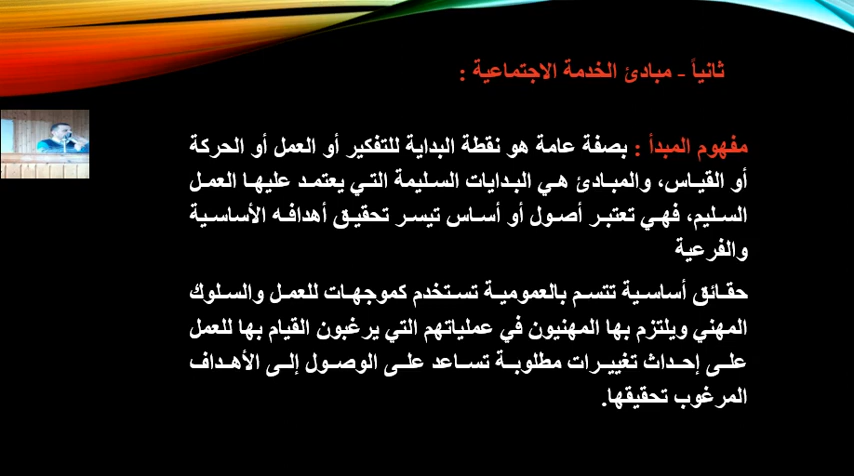 ثانياً - مبادئ الخدمة الاجتماعية :
مفهوم المبدأ : بصفة عامة هو نقطة البداية للتفكير أو العمل أو الحركة
أو القياس، والمبادئ هي البدايات السليمة التي يعتمد عليها العمل
السليم، فهي تعتبر أصول أو أساس تيسر تحقيق أهدافه الأساسية
والفرعية
حقائق أساسية تتسم بالعمومية تستخدم كموجهات للعمل والسلوك
المهني ويلتزم بها المهنيون في عملياتهم التي يرغبون القيام بها للعمل
على إحداث تغييرات مطلوبة تساعد على الوصول إلى الأهداف
المرغوب تحقيقها.